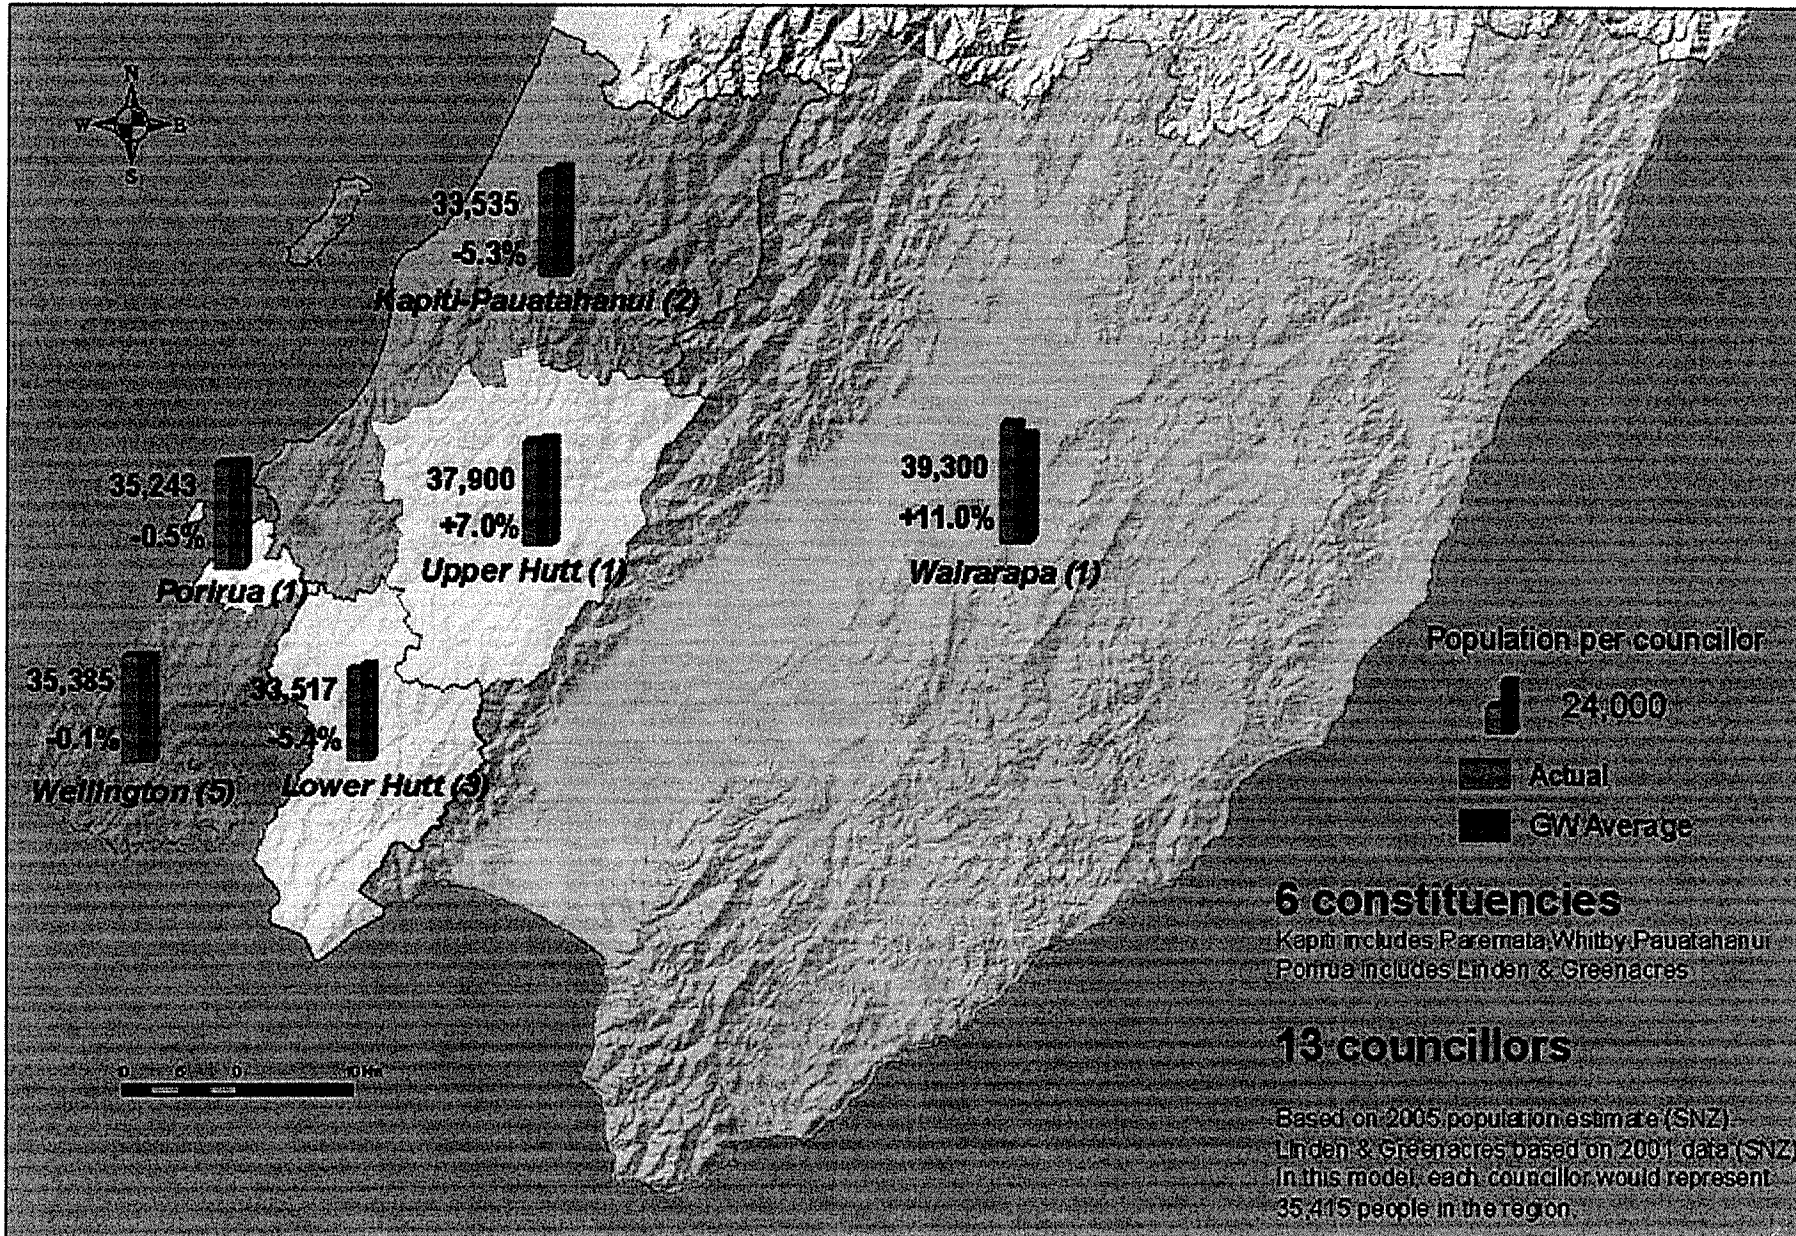 N
W E
S
33,535
-5.3%
Kapiti-Pauatahanui (2)
35,243
-0.5%
Porirua (1)
37,900
+7.0%
Upper Hutt (1)
39,300
+11.0%
Wairarapa (1)
35,385
-0.1%
Wellington (5)
33,517
-5.4%
Lower Hutt (3)
Population per councillor
24,000
Actual
GW Average
6 constituencies
Kapiti includes Paremata,Whitby,Pauatahanui
Porirua includes Linden & Greenacres
13 councillors
Based on 2005 population estimate (SNZ)
Linden & Greenacres based on 2001 data (SNZ)
In this model, each councillor would represent
35,415 people in the region